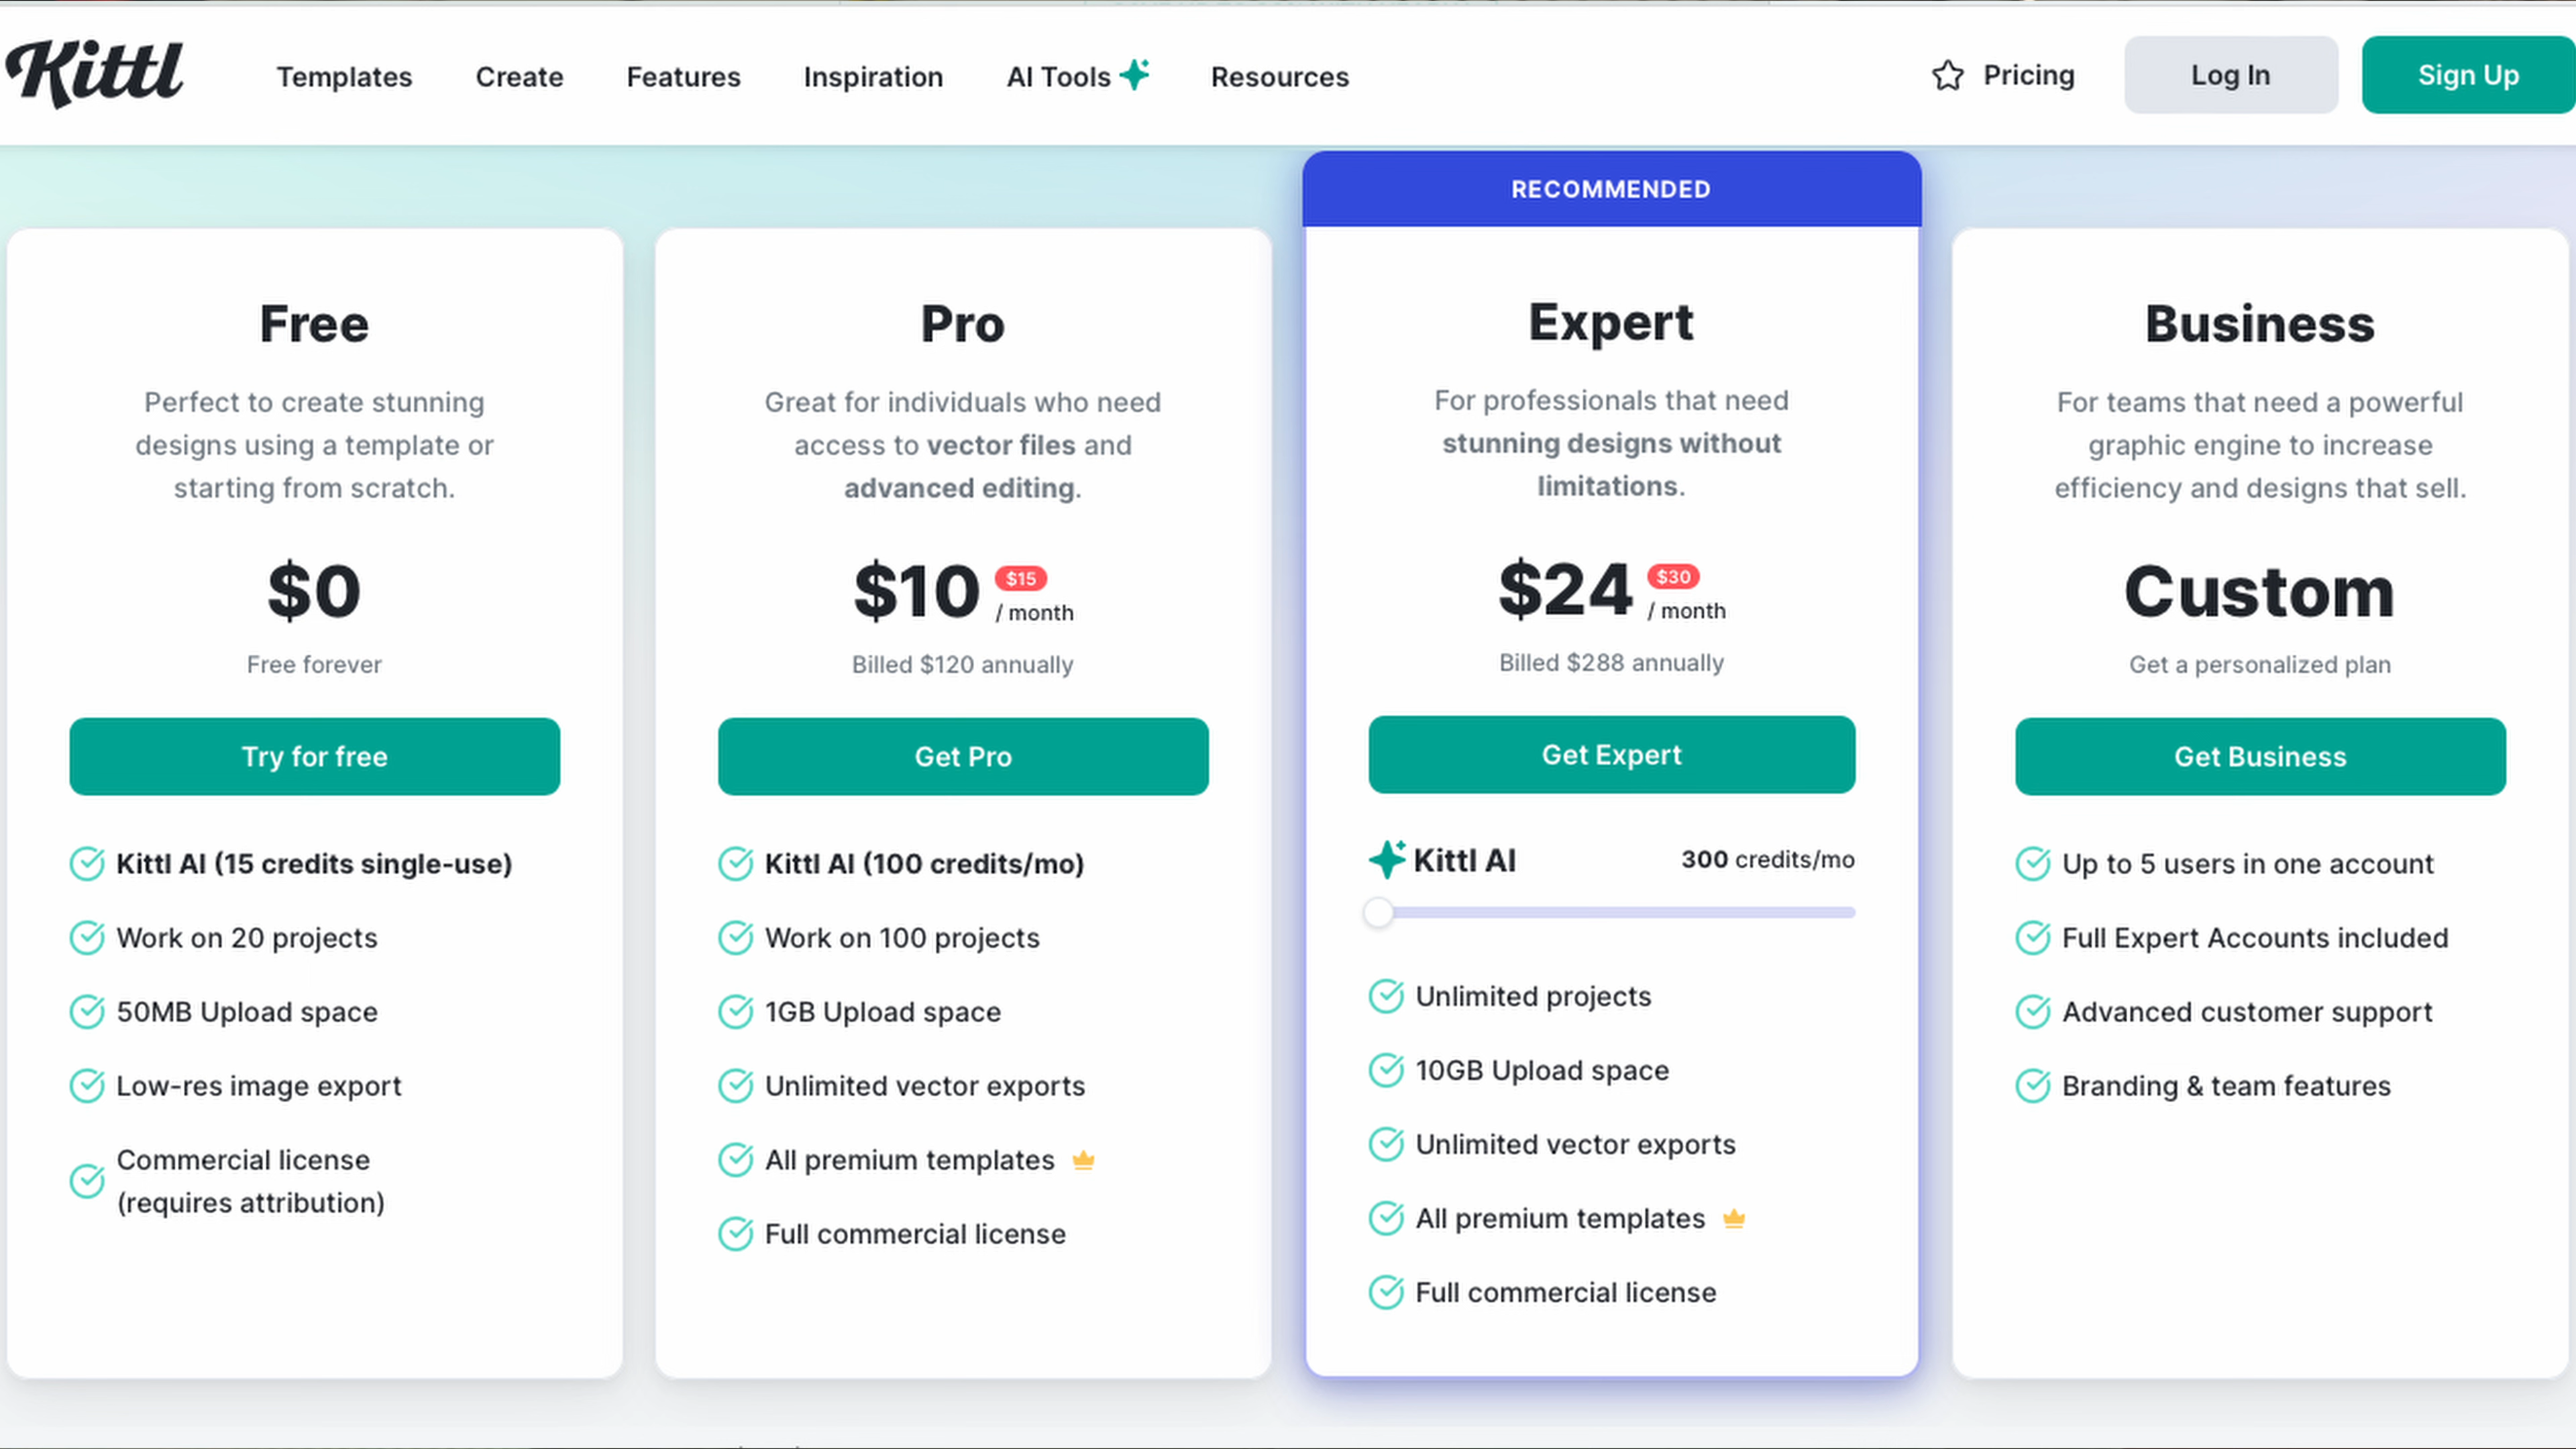 Kittl
Templates
Create
Features
Inspiration
AI Tools
Resources
Pricing
Log In
Sign Up
Free
Perfect to create stunning
designs using a template or
starting from scratch.
$0
Free forever
Try for free
Kittl AI (15 credits single-use)
Work on 20 projects
50MB Upload space
Low-res image export
Commercial license
(requires attribution)
Pro
Great for individuals who need
access to vector files and
advanced editing.
$10
$15
/ month
Billed $120 annually
Get Pro
Kittl AI (100 credits/mo)
Work on 100 projects
1GB Upload space
Unlimited vector exports
All premium templates
Full commercial license
RECOMMENDED
Expert
For professionals that need
stunning designs without
limitations.
$24
$30
/ month
Billed $288 annually
Get Expert
Kittl AI
300 credits/mo
Unlimited projects
10GB Upload space
Unlimited vector exports
All premium templates
Full commercial license
Business
For teams that need a powerful
graphic engine to increase
efficiency and designs that sell.
Custom
Get a personalized plan
Get Business
Up to 5 users in one account
Full Expert Accounts included
Advanced customer support
Branding & team features